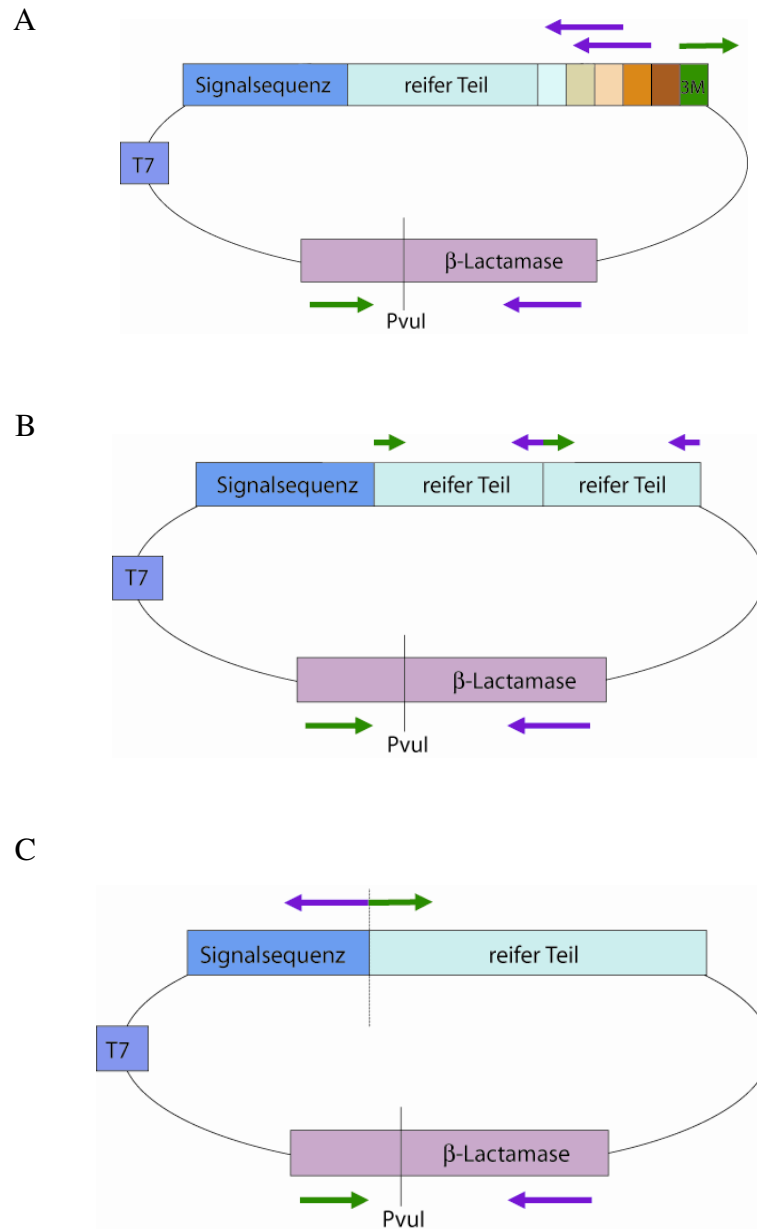 A
Signalsequenz reifer Teil 3M
T7
β-Lactamase
PvuI
B
Signalsequenz reifer Teil reifer Teil
T7
β-Lactamase
PvuI
C
Signalsequenz reifer Teil
T7
β-Lactamase
PvuI